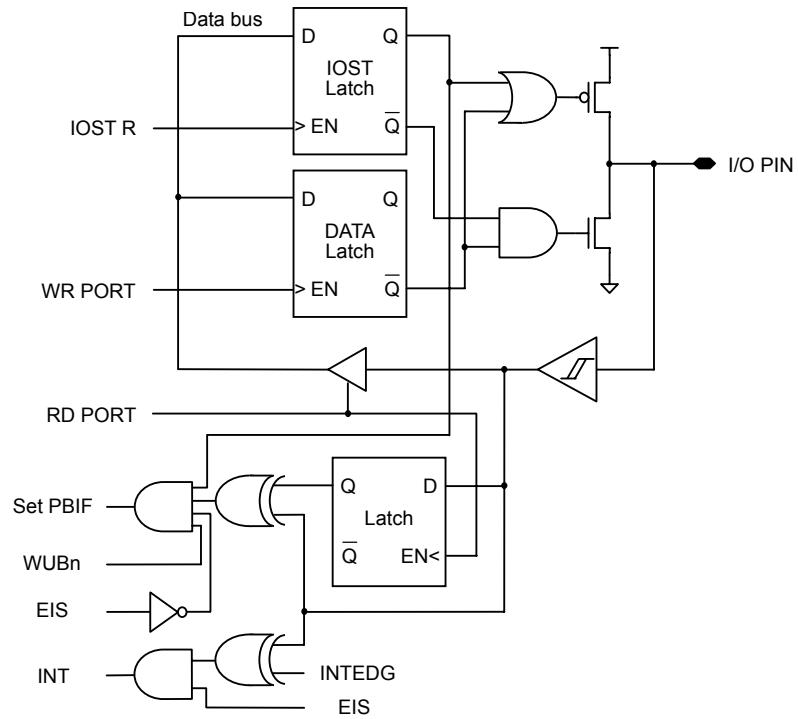 Data bus
D
Q
IOST
Latch
IOST R
> EN
Q
I/O PIN
D
Q
DATA
Latch
WR PORT
> EN
Q
RD PORT
Set PBIF
Q
D
Latch
Q
EN<
WUBn
EIS
INT
INTEDG
EIS